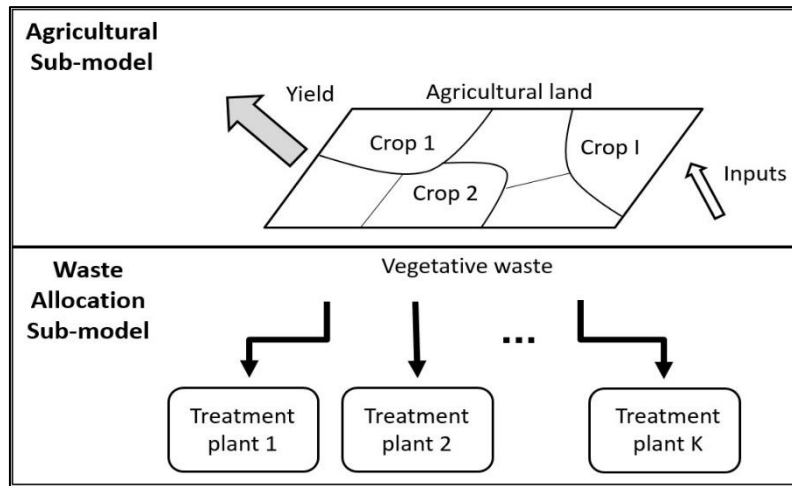 Agricultural
Sub-model
Yield
Agricultural land
Crop 1
Crop I
Crop 2
Inputs
Waste
Allocation
Sub-model
Vegetative waste
...
Treatment
plant 1
Treatment
plant 2
Treatment
plant K